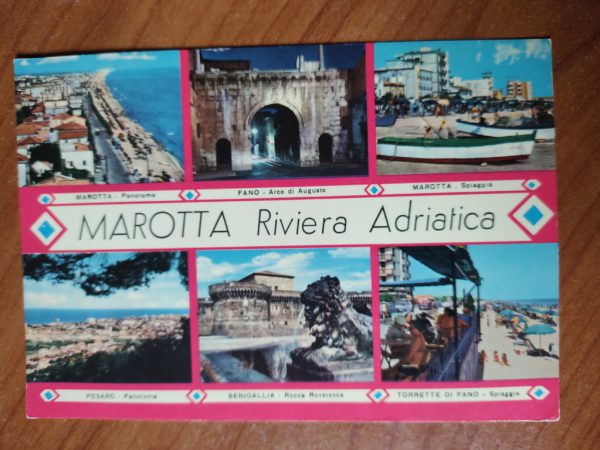 MAROTTA - Panorama
FANO - Arco di Augusto
MAROTTA - Spiaggia
MAROTTA Riviera Adriatica
PESARO - Panorama
SENIGALLIA - Rocca Roveresca
TORRETTE DI FANO - Spiaggia